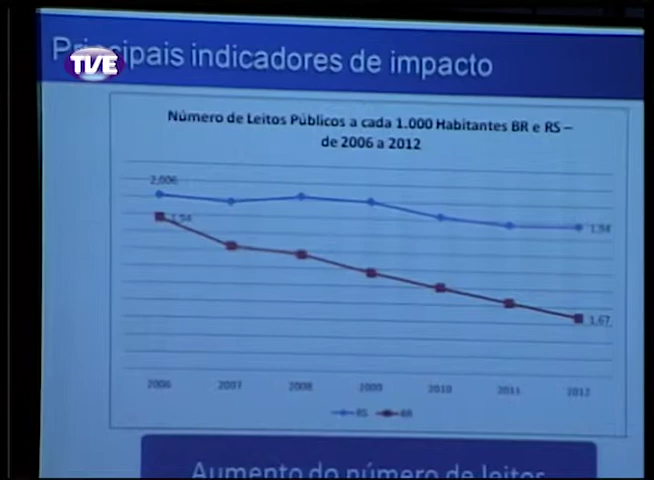 Principais indicadores de impacto
TVE
Número de Leitos Públicos a cada 1.000 Habitantes BR e RS –
de 2006 a 2012
2,006
1,94
1,94
1,67
2006 2007 2008 2009 2010 2011 2012
RS BR
Aumento do número de leitos